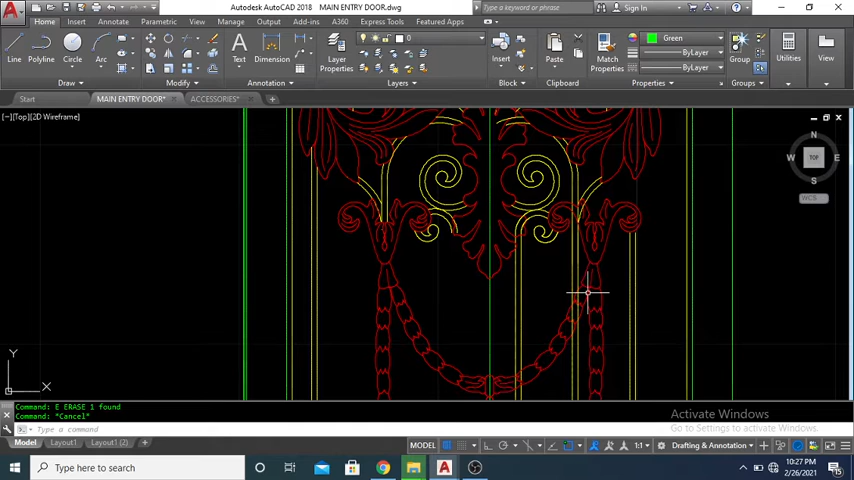 Autodesk AutoCAD 2018 MAIN ENTRY DOOR.dwg
Type a keyword or phrase
Sign In
Home Insert Annotate Parametric View Manage Output Add-ins A360 Express Tools Featured Apps
Line Polyline Circle Arc Text Dimension Layer Properties 0 Insert Paste Match Properties Green ByLayer ByLayer Group Utilities View
Draw Modify Annotation Layers Block Clipboard Properties Groups
Start MAIN ENTRY DOOR* ACCESSORIES*
[−][Top][2D Wireframe]
N
W TOP E
S
WCS
Y
X
Command: E ERASE 1 found
Command: *Cancel*
Type a command
Activate Windows
Go to Settings to activate Windows.
Model Layout1 Layout1 (2) MODEL 1:1 Drafting & Annotation
Type here to search
10:27 PM
2/26/2021